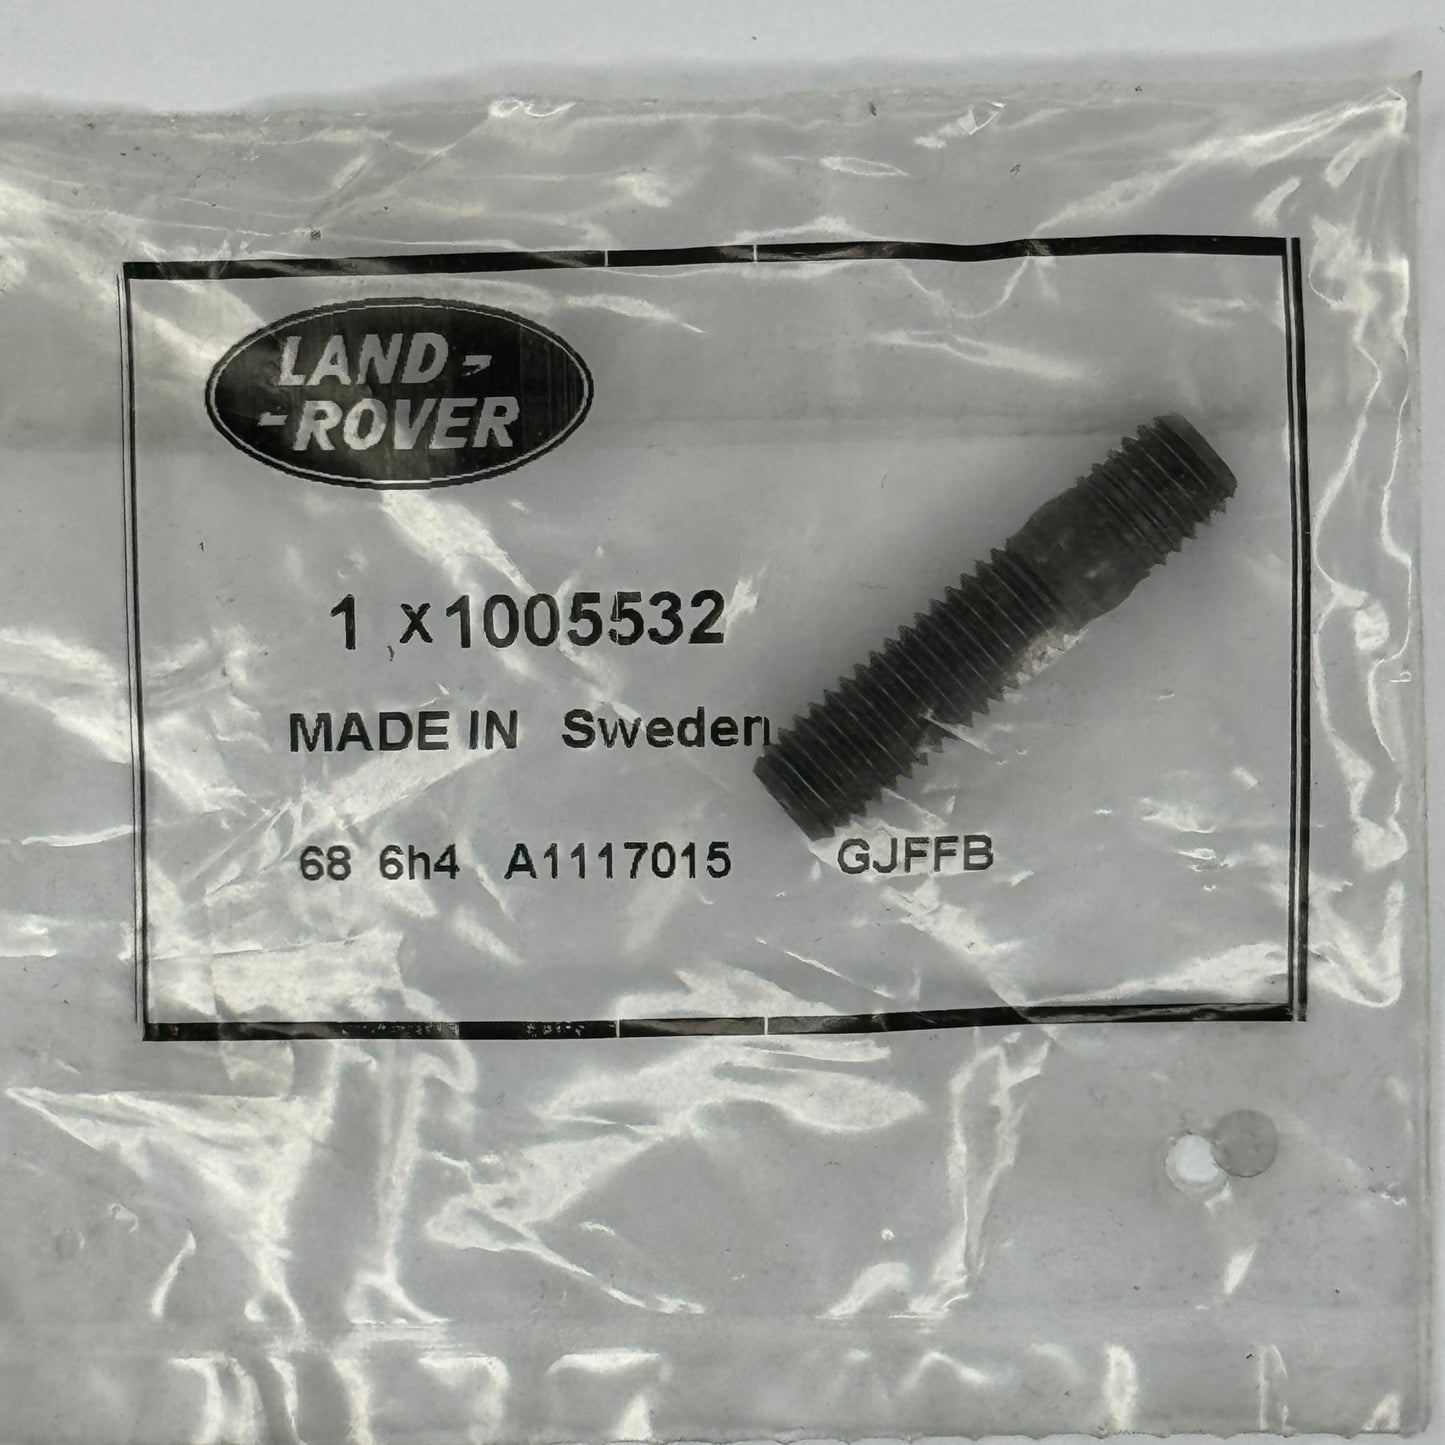 LAND -
-ROVER
1 x1005532
MADE IN Sweden
68 6h4 A1117015 GJFFB